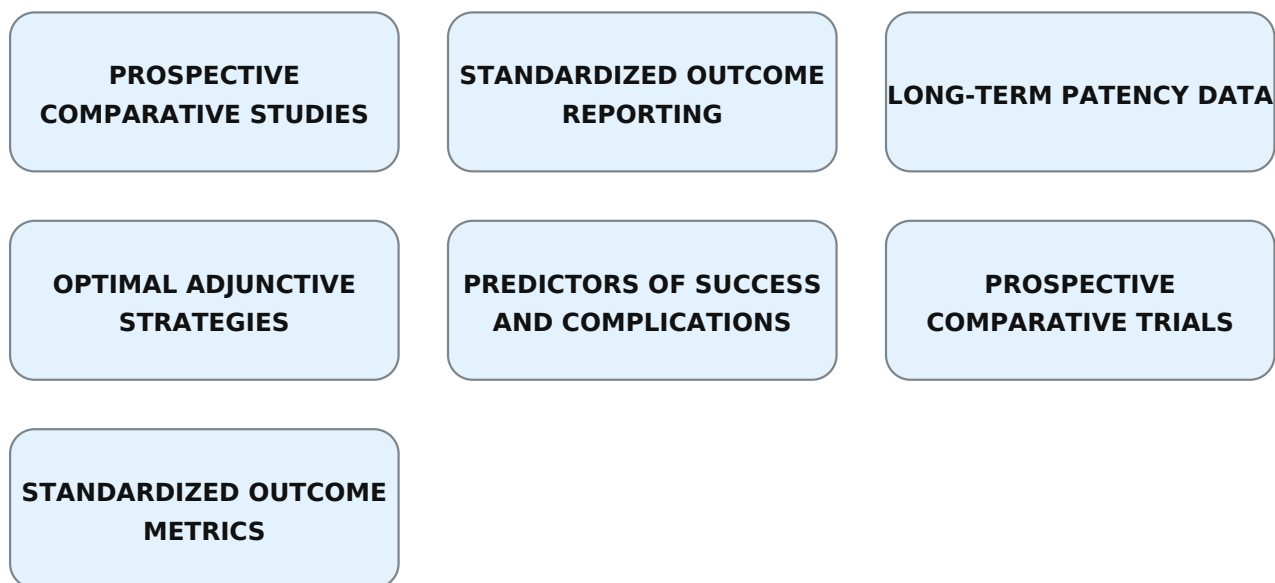 PROSPECTIVE
COMPARATIVE STUDIES
STANDARDIZED OUTCOME
REPORTING
LONG-TERM PATENCY DATA
OPTIMAL ADJUNCTIVE
STRATEGIES
PREDICTORS OF SUCCESS
AND COMPLICATIONS
PROSPECTIVE
COMPARATIVE TRIALS
STANDARDIZED OUTCOME
METRICS